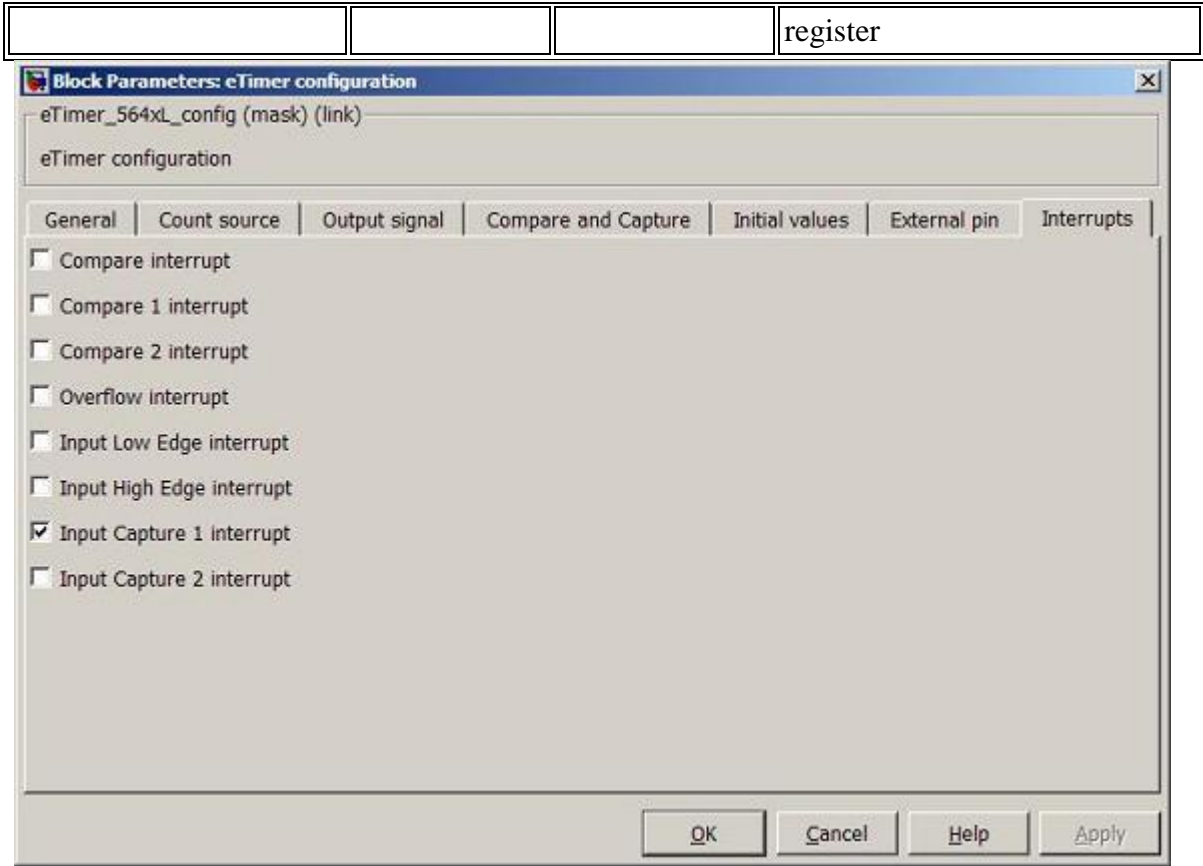 register
Block Parameters: eTimer configuration
eTimer_564xL_config (mask) (link)
eTimer configuration
General Count source Output signal Compare and Capture Initial values External pin Interrupts
Compare interrupt
Compare 1 interrupt
Compare 2 interrupt
Overflow interrupt
Input Low Edge interrupt
Input High Edge interrupt
Input Capture 1 interrupt
Input Capture 2 interrupt
OK Cancel Help Apply